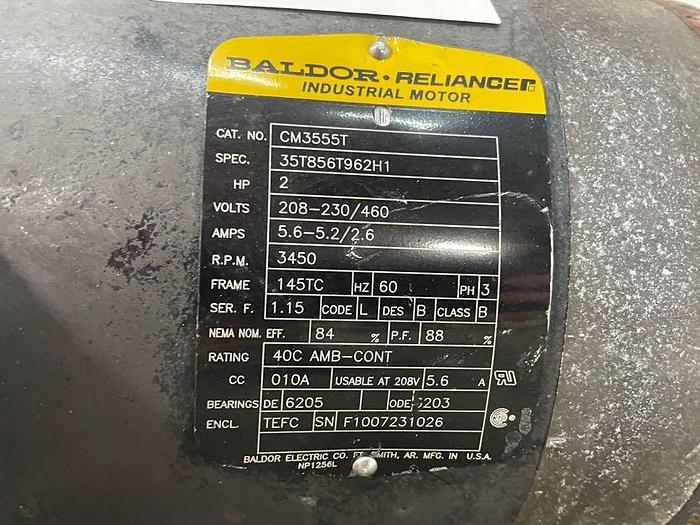 BALDOR • RELIANCE
INDUSTRIAL MOTOR
CAT. NO. CM3555T
SPEC. 35T856T962H1
HP 2
VOLTS 208-230/460
AMPS 5.6-5.2/2.6
R.P.M. 3450
FRAME 145TC HZ 60 PH 3
SER. F. 1.15 CODE L DES B CLASS B
NEMA NOM. EFF. 84 % P.F. 88 %
RATING 40C AMB-CONT
CC 010A USABLE AT 208V 5.6 A
BEARINGS DE 6205 ODE 6203
ENCL. TEFC SN F1007231026
BALDOR ELECTRIC CO. FT. SMITH, AR. MFG. IN U.S.A.
NP1256L